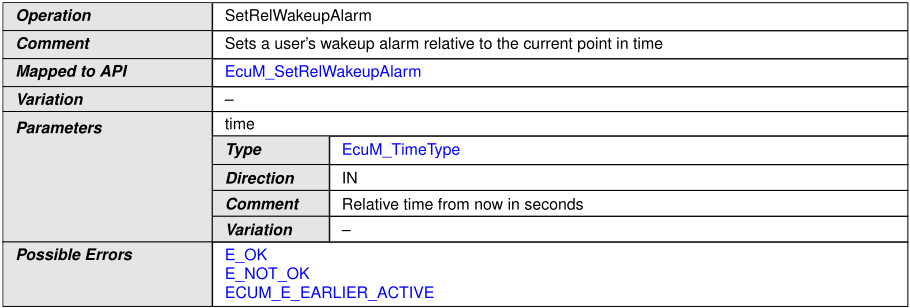 Operation SetRelWakeupAlarm
Comment Sets a user's wakeup alarm relative to the current point in time
Mapped to API EcuM_SetRelWakeupAlarm
Variation –
Parameters time
Type EcuM_TimeType
Direction IN
Comment Relative time from now in seconds
Variation –
Possible Errors E_OK
E_NOT_OK
ECUM_E_EARLIER_ACTIVE